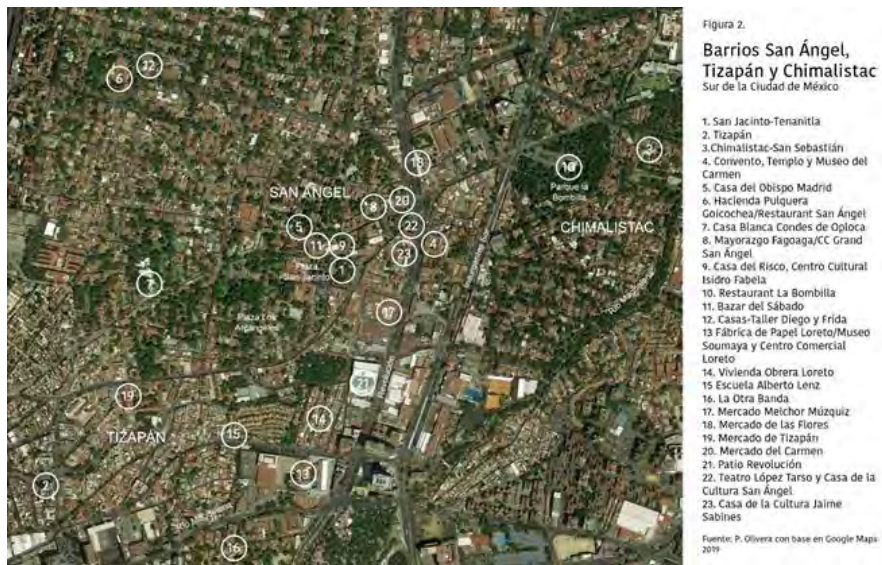 6
12
18
10
3
Parque la
Bombilla
SAN ÁNGEL
20
8
22
CHIMALISTAC
5
11
9
23
4
1
Plaza
San Jacinto
7
17
Plaza Los
Arcángeles
Río Magdalena
21
19
14
TIZAPÁN
15
13
2
16
Figura 2.
Barrios San Ángel,
Tizapán y Chimalistac
Sur de la Ciudad de México
1. San Jacinto-Tenanitla
2. Tizapán
3.Chimalistac-San Sebastián
4. Convento, Templo y Museo del
Carmen
5. Casa del Obispo Madrid
6. Hacienda Pulquera
Goicochea/Restaurant San Ángel
7. Casa Blanca Condes de Oploca
8. Mayorazgo Fagoaga/CC Grand
San Ángel
9. Casa del Risco, Centro Cultural
Isidro Fabela
10. Restaurant La Bombilla
11. Bazar del Sábado
12. Casas-Taller Diego y Frida
13 Fábrica de Papel Loreto/Museo
Soumaya y Centro Comercial
Loreto
14. Vivienda Obrera Loreto
15 Escuela Alberto Lenz
16. La Otra Banda
17. Mercado Melchor Múzquiz
18. Mercado de las Flores
19. Mercado de Tizapán
20. Mercado del Carmen
21. Patio Revolución
22. Teatro López Tarso y Casa de la
Cultura San Ángel
23. Casa de la Cultura Jaime
Sabines
Fuente: P. Olivera con base en Google Maps
2019